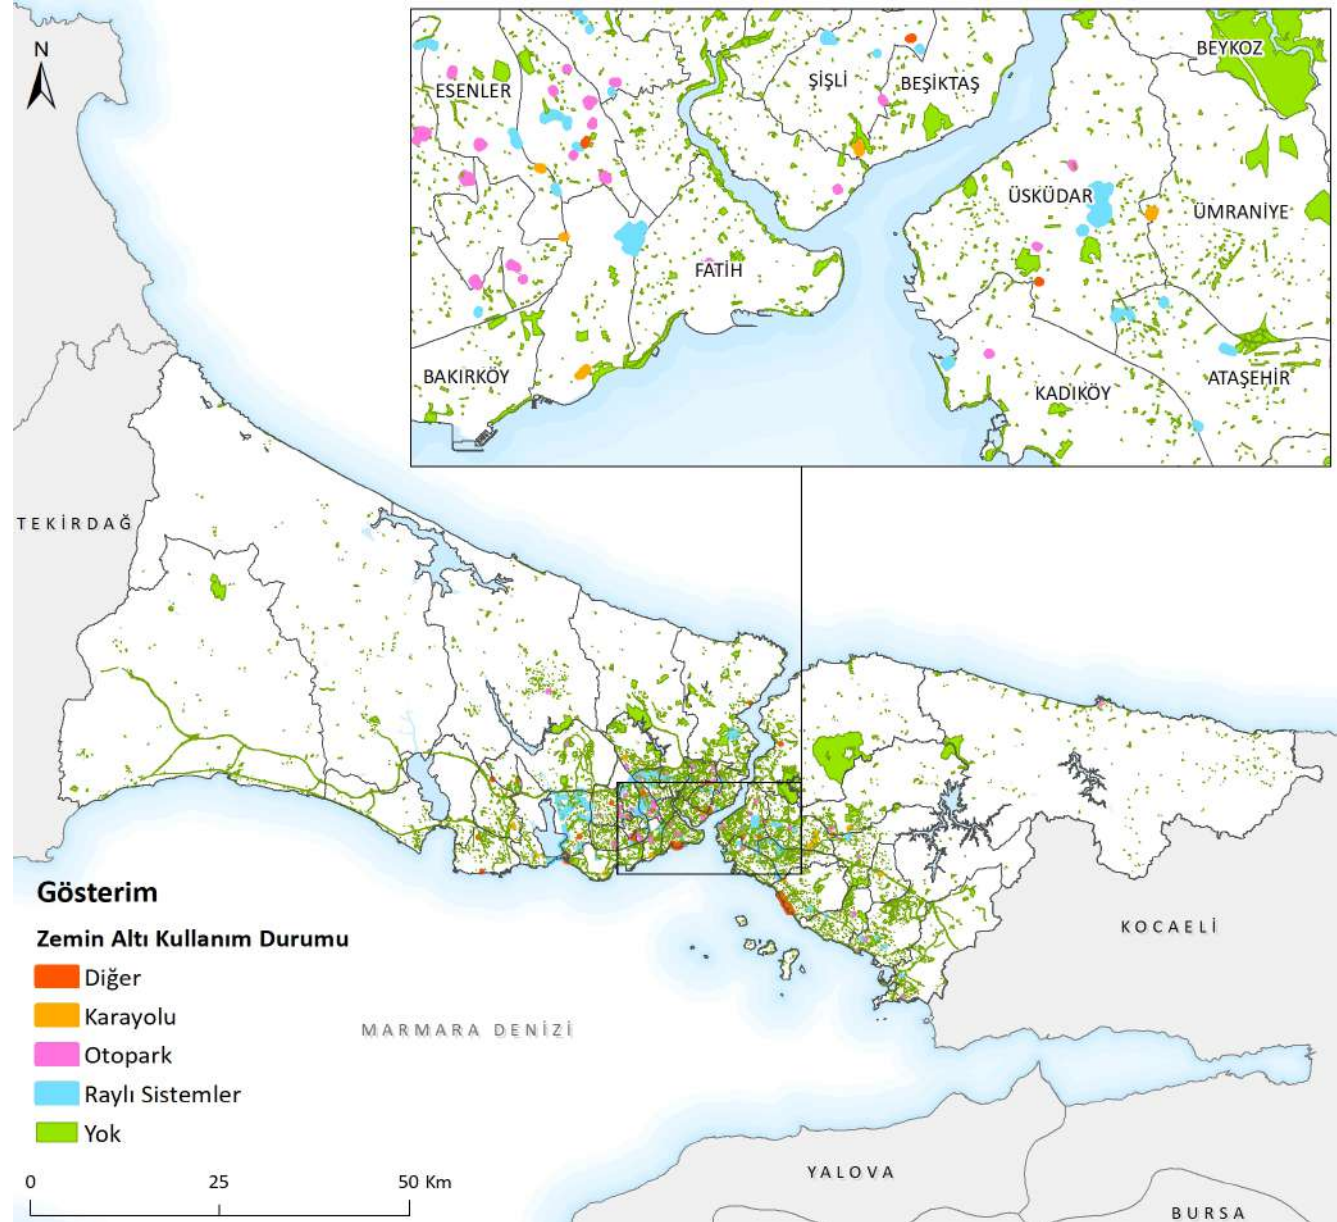 N
ESENLER
ŞİŞLİ
BEŞİKTAŞ
BEYKOZ
ÜSKÜDAR
ÜMRANİYE
FATİH
BAKIRKÖY
KADIKÖY
ATAŞEHİR
TEKİRDAĞ
KOCAELİ
MARMARA DENİZİ
YALOVA
BURSA
Gösterim
Zemin Altı Kullanım Durumu
Diğer
Karayolu
Otopark
Raylı Sistemler
Yok
0 25 50 Km